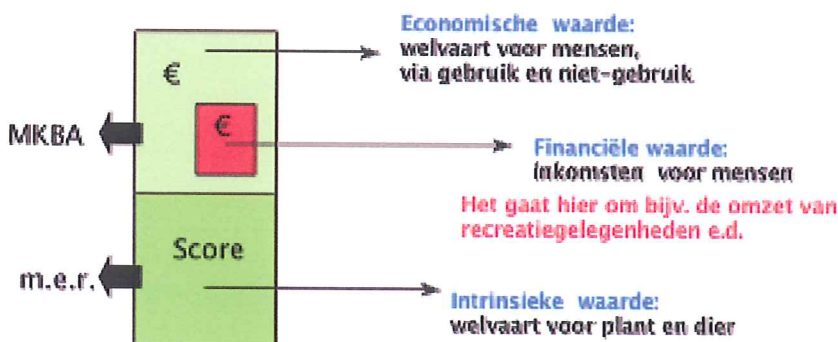 Economische waarde:
welvaart voor mensen,
via gebruik en niet-gebruik
€
€
MKBA
Financiële waarde:
inkomsten voor mensen
Het gaat hier om bijv. de omzet van
recreatiegelegenheden e.d.
Score
m.e.r.
Intrinsieke waarde:
welvaart voor plant en dier